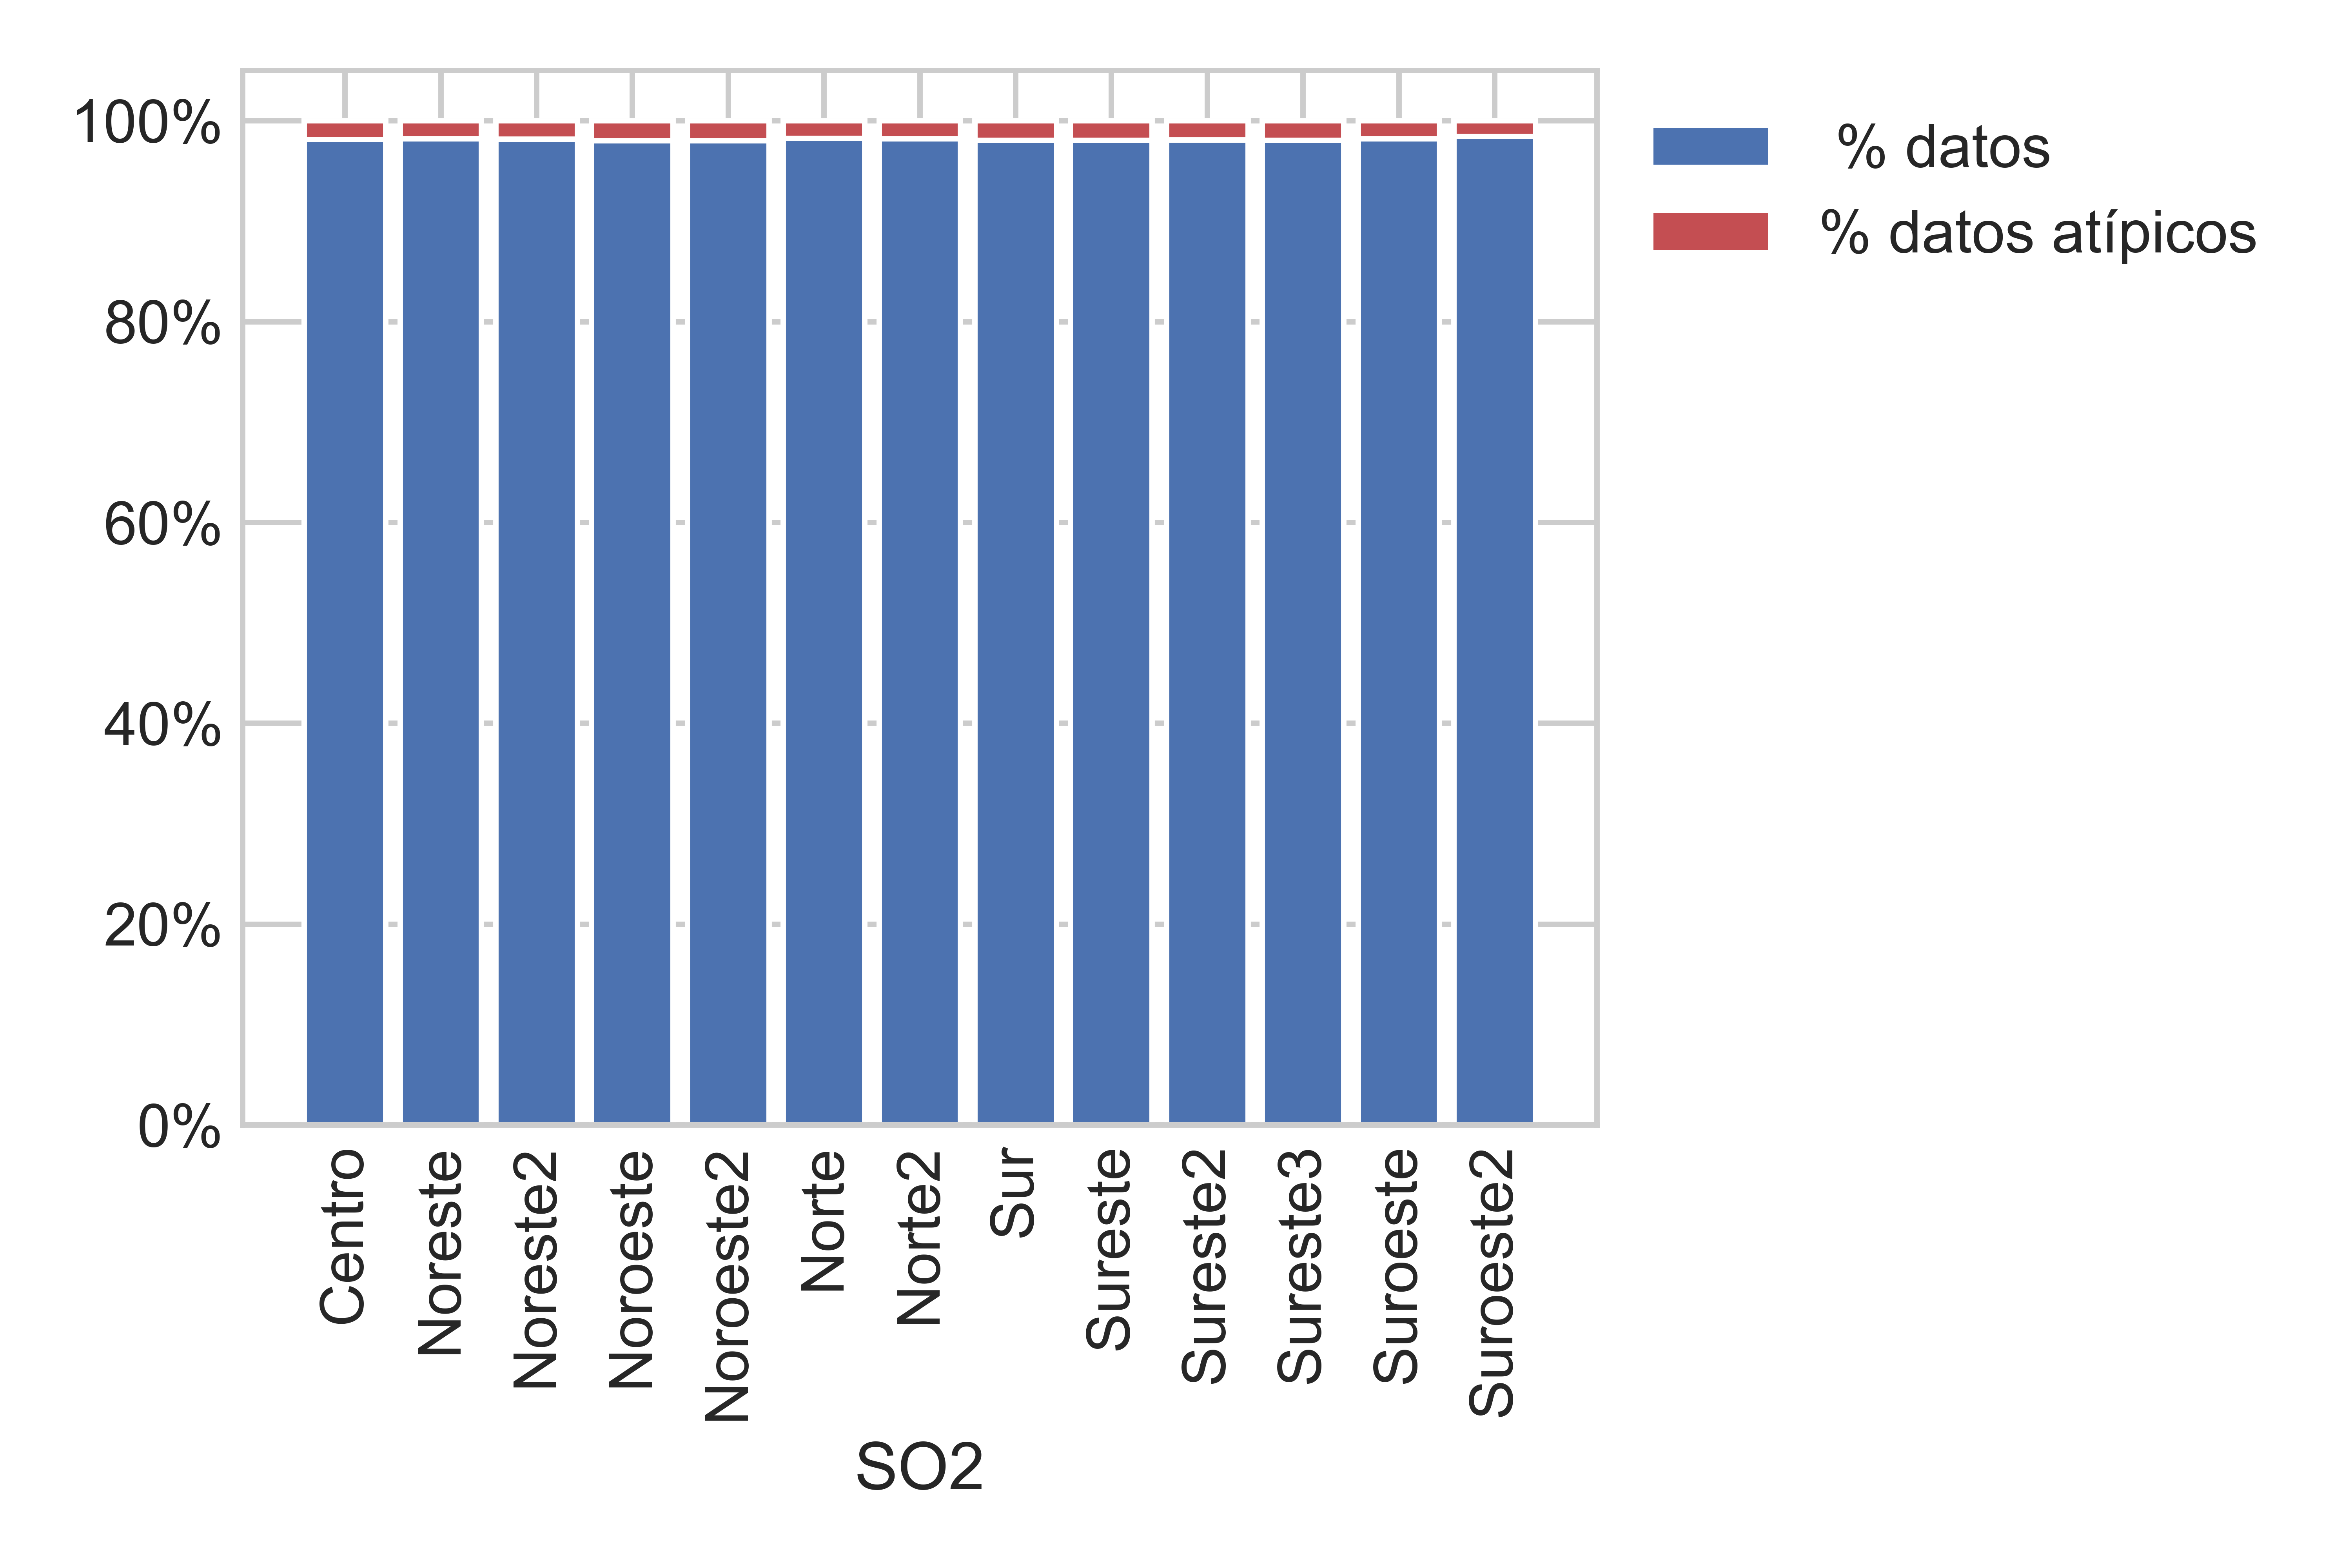 100%
80%
60%
40%
20%
0%
Centro
Noreste
Noreste2
Noroeste
Noroeste2
Norte
Norte2
Sur
Sureste
Sureste2
Sureste3
Suroeste
Suroeste2
SO2
% datos
% datos atípicos